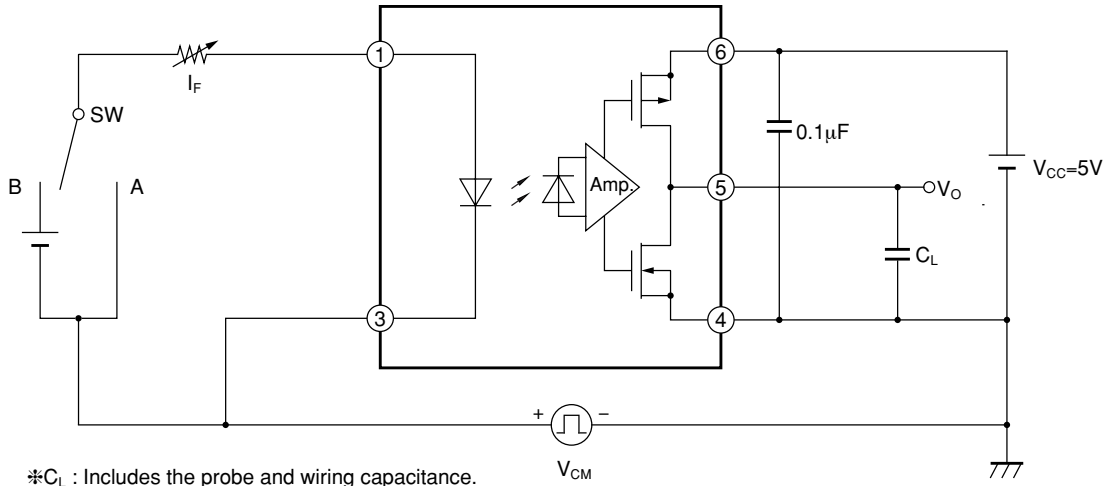 6
1
I_F
SW
0.1μF
B
A
Amp.
5
V_O
V_CC=5V
C_L
3
4
+
−
V_CM
※C_L : Includes the probe and wiring capacitance.